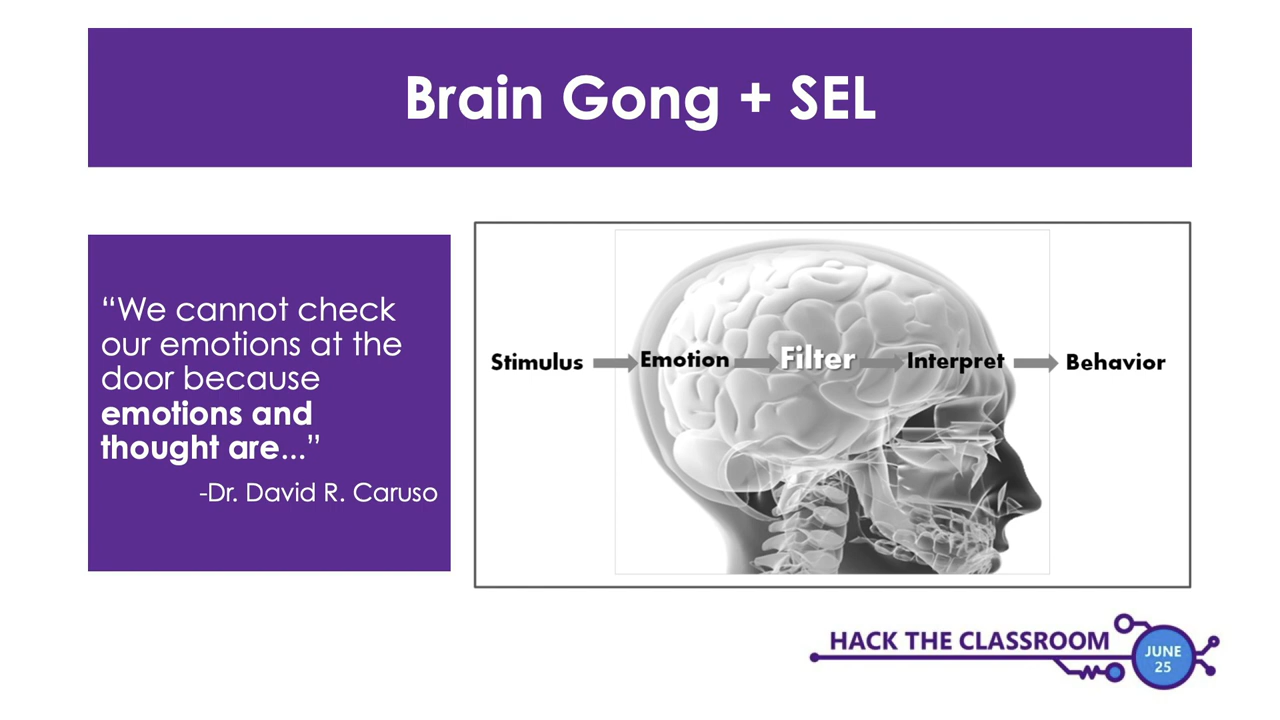 Brain Gong + SEL
“We cannot check
our emotions at the
door because
emotions and
thought are...”
-Dr. David R. Caruso
Stimulus Emotion Filter Interpret Behavior
HACK THE CLASSROOM
JUNE
25